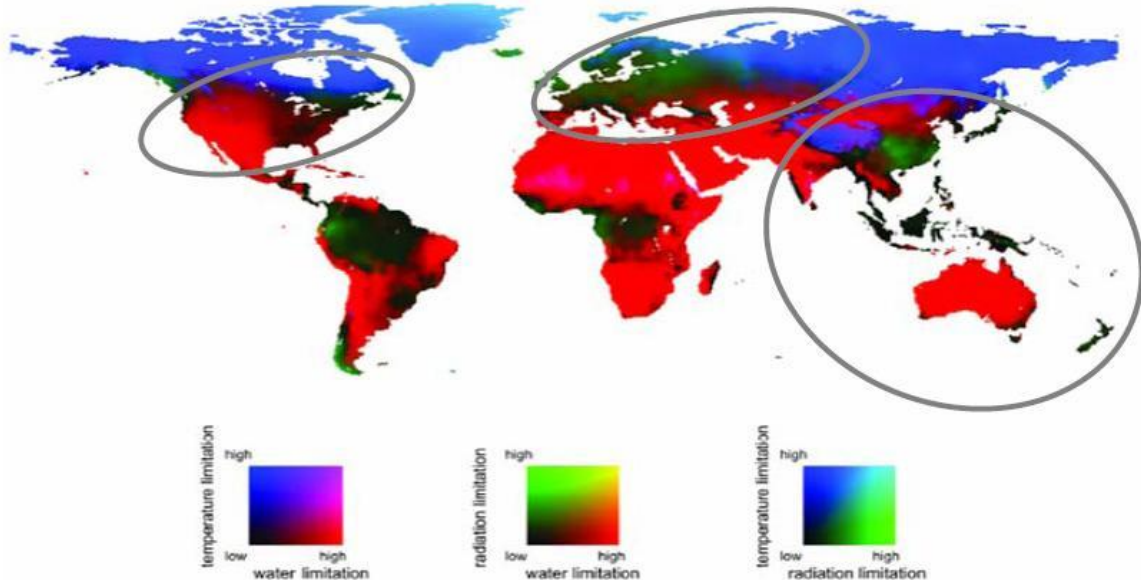 temperature limitation
high
low
high
water limitation
radiation limitation
high
low
high
water limitation
temperature limitation
high
low
high
radiation limitation